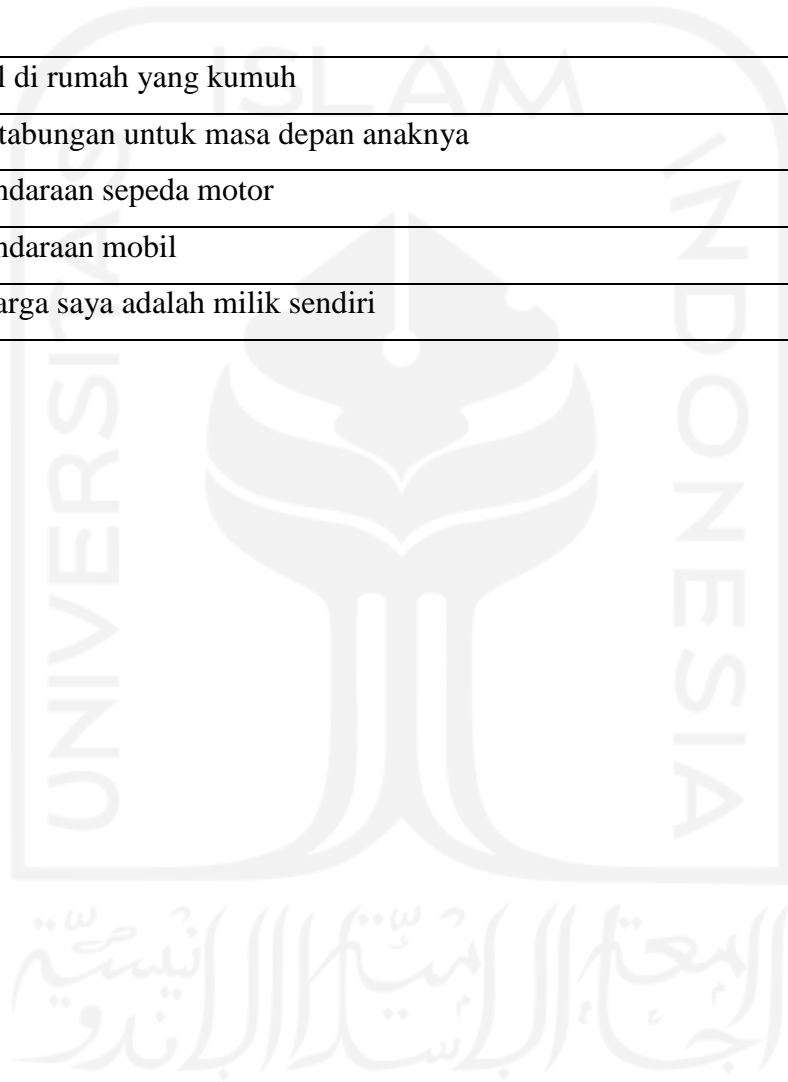 ISLAM
l di rumah yang kumuh
tabungan untuk masa depan anaknya
ndaraan sepeda motor
ndaraan mobil
arga saya adalah milik sendiri
UNIVERSITAS
INDONESIA